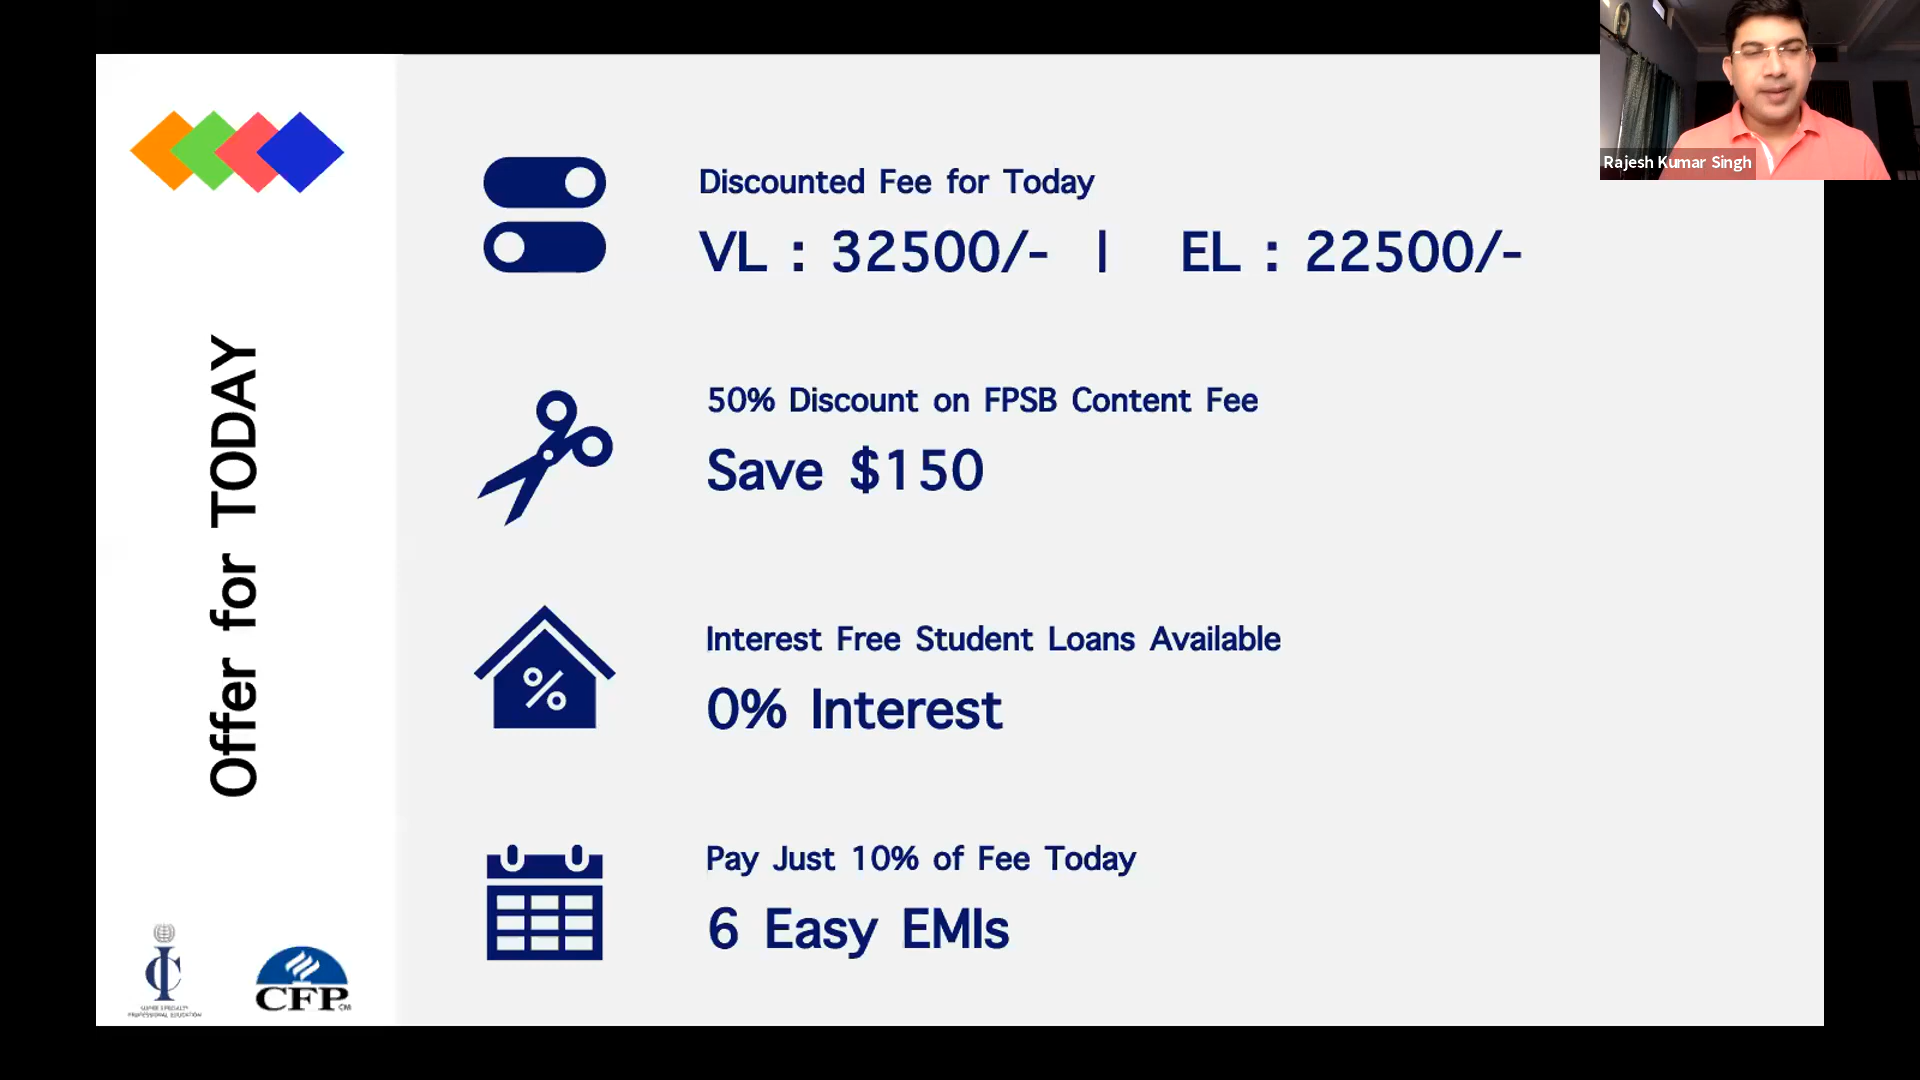 Rajesh Kumar Singh
Offer for TODAY
Discounted Fee for Today
VL : 32500/- | EL : 22500/-
50% Discount on FPSB Content Fee
Save $150
Interest Free Student Loans Available
0% Interest
%
Pay Just 10% of Fee Today
6 Easy EMIs
PROFESSIONAL EDUCATION
CFP